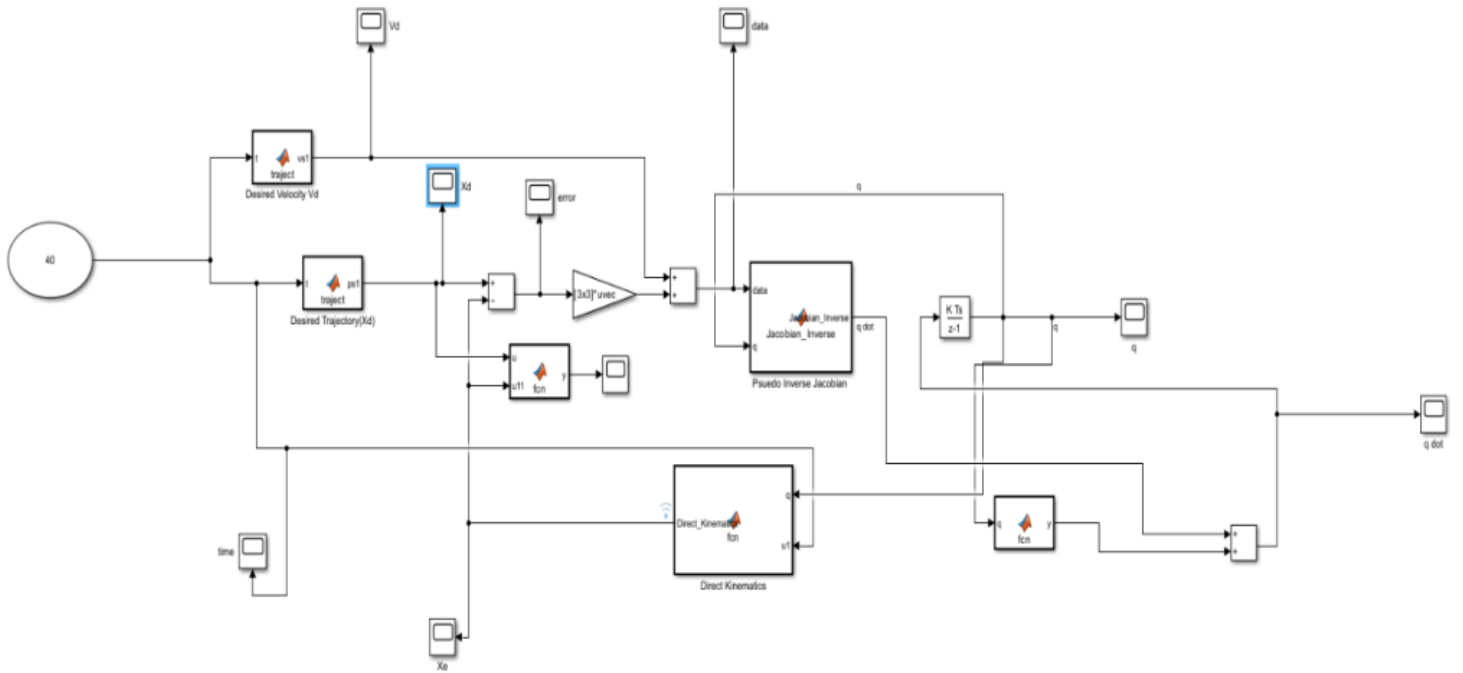 Vd
data
t
vs1
traject
Desired Velocity Vd
Xd
error
q
40
t
ps1
traject
Desired Trajectory(Xd)
+
−
[3x3]*uvec
+
+
data
Jacobian_Inverse
Jacobian_Inverse
q
q dot
Psuedo Inverse Jacobian
K Ts
z-1
q
q
u
u11
y
fcn
q dot
q
Direct_Kinematics
fcn
u1
Direct Kinematics
q
y
fcn
+
+
time
Xe